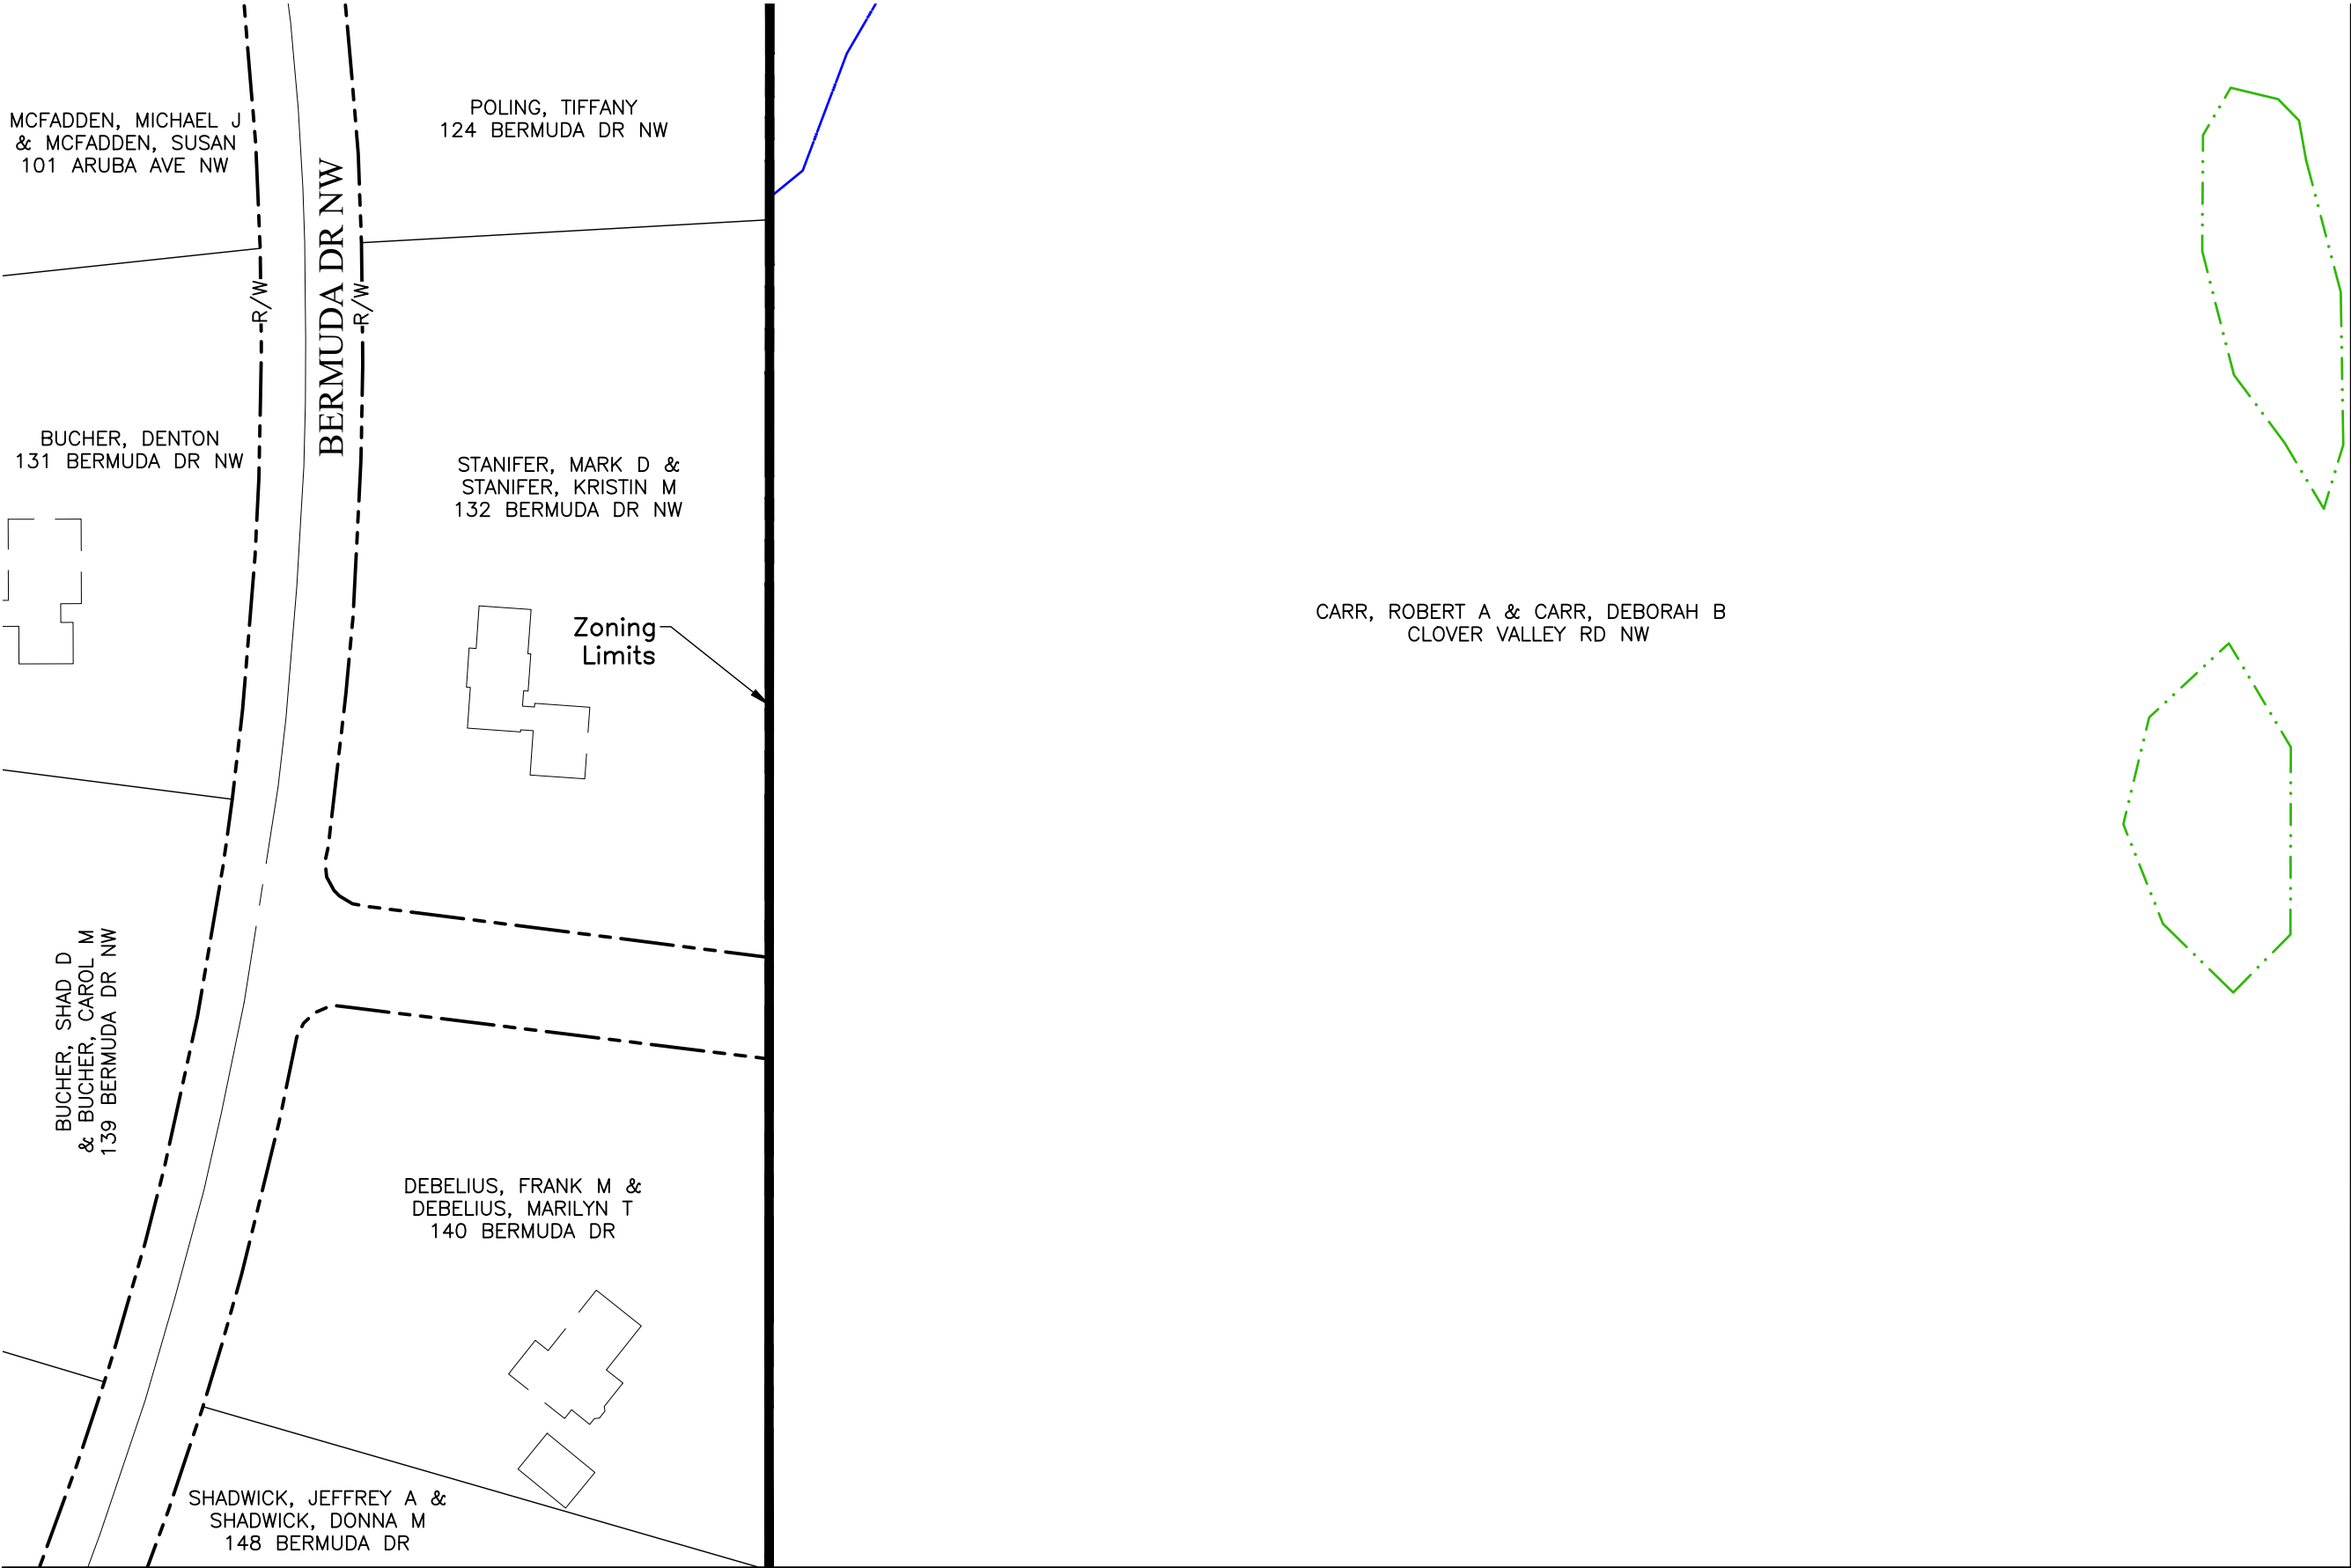 MCFADDEN, MICHAEL J
& MCFADDEN, SUSAN
101 ARUBA AVE NW
POLING, TIFFANY
124 BERMUDA DR NW
BERMUDA DR NW
R/W
R/W
BUCHER, DENTON
131 BERMUDA DR NW
STANIFER, MARK D &
STANIFER, KRISTIN M
132 BERMUDA DR NW
Zoning
Limits
CARR, ROBERT A & CARR, DEBORAH B
CLOVER VALLEY RD NW
BUCHER, SHAD D
& BUCHER, CAROL M
139 BERMUDA DR NW
DEBELIUS, FRANK M &
DEBELIUS, MARILYN T
140 BERMUDA DR
SHADWICK, JEFFREY A &
SHADWICK, DONNA M
148 BERMUDA DR